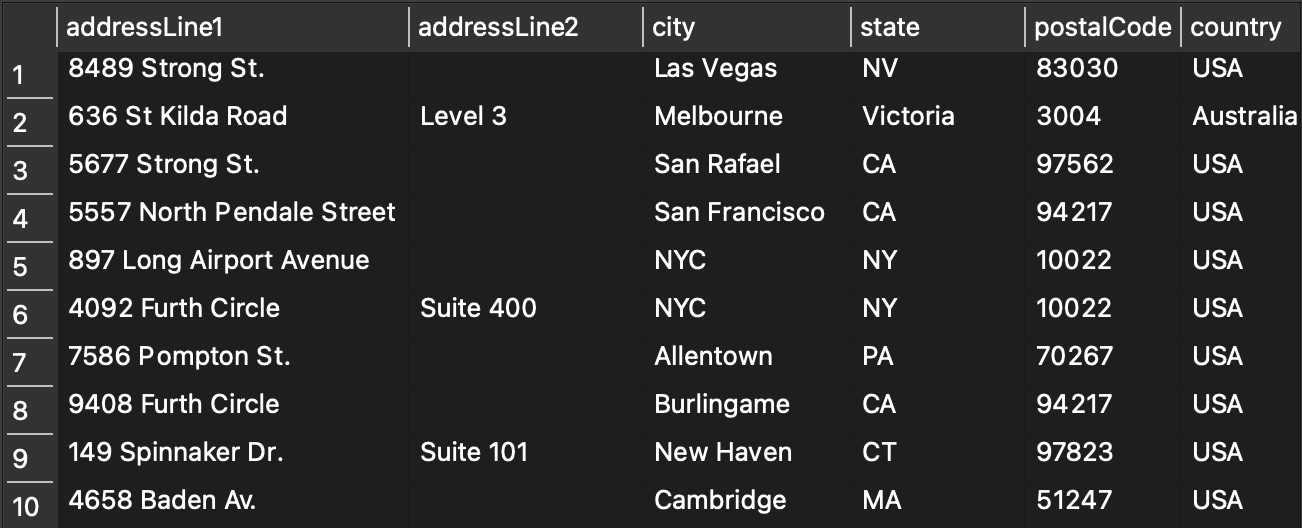 addressLine1 addressLine2 city state postalCode country
1 8489 Strong St. Las Vegas NV 83030 USA
2 636 St Kilda Road Level 3 Melbourne Victoria 3004 Australia
3 5677 Strong St. San Rafael CA 97562 USA
4 5557 North Pendale Street San Francisco CA 94217 USA
5 897 Long Airport Avenue NYC NY 10022 USA
6 4092 Furth Circle Suite 400 NYC NY 10022 USA
7 7586 Pompton St. Allentown PA 70267 USA
8 9408 Furth Circle Burlingame CA 94217 USA
9 149 Spinnaker Dr. Suite 101 New Haven CT 97823 USA
10 4658 Baden Av. Cambridge MA 51247 USA